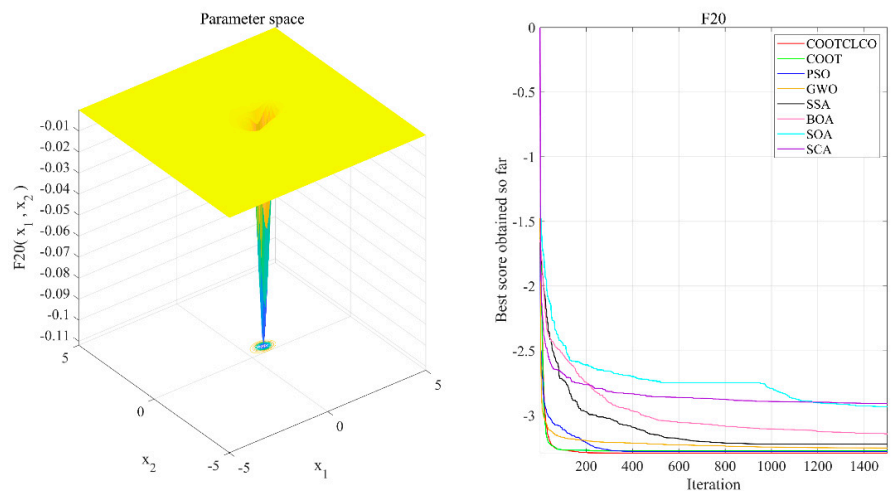 Parameter space
-0.01
-0.02
-0.03
-0.04
-0.05
-0.06
-0.07
-0.08
-0.09
-0.1
-0.11
F20( x1 , x2 )
5
0
-5
x2
-5
0
5
x1
F20
0
-0.5
-1
-1.5
-2
-2.5
-3
Best score obtained so far
COOTCLCO
COOT
PSO
GWO
SSA
BOA
SOA
SCA
200 400 600 800 1000 1200 1400
Iteration